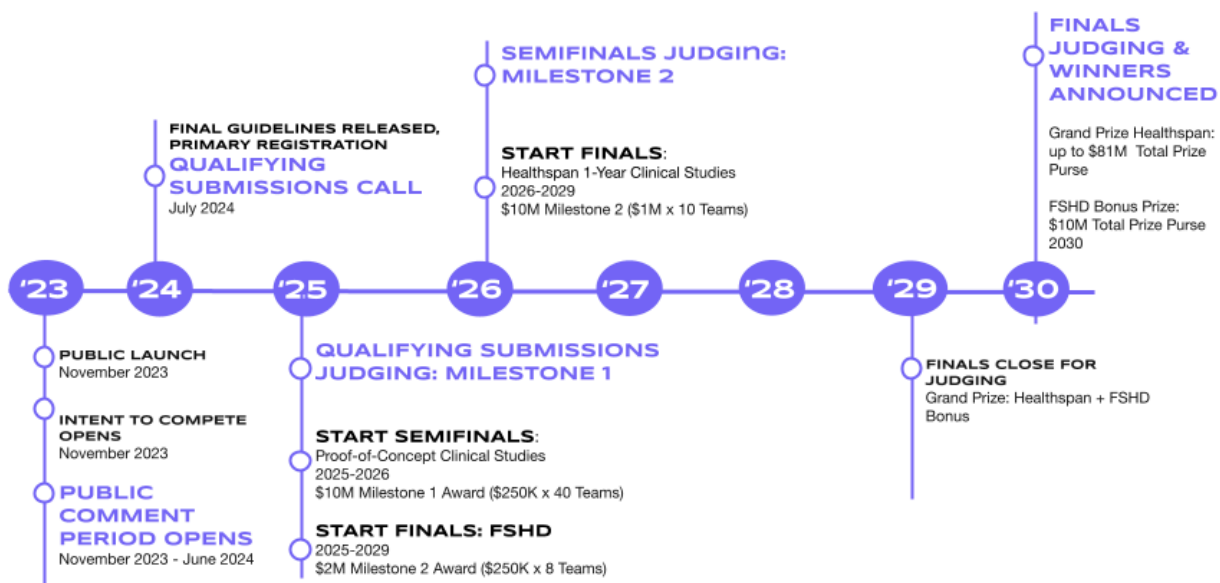 FINALS
JUDGING &
WINNERS
ANNOUNCED
Grand Prize Healthspan:
up to $81M Total Prize
Purse
FSHD Bonus Prize:
$10M Total Prize Purse
2030
SEMIFINALS JUDGING:
MILESTONE 2
START FINALS:
Healthspan 1-Year Clinical Studies
2026-2029
$10M Milestone 2 ($1M x 10 Teams)
FINAL GUIDELINES RELEASED,
PRIMARY REGISTRATION
QUALIFYING
SUBMISSIONS CALL
July 2024
‘23
‘24
‘25
‘26
‘27
‘28
‘29
‘30
PUBLIC LAUNCH
November 2023
INTENT TO COMPETE
OPENS
November 2023
PUBLIC
COMMENT
PERIOD OPENS
November 2023 - June 2024
QUALIFYING SUBMISSIONS
JUDGING: MILESTONE 1
START SEMIFINALS:
Proof-of-Concept Clinical Studies
2025-2026
$10M Milestone 1 Award ($250K x 40 Teams)
START FINALS: FSHD
2025-2029
$2M Milestone 2 Award ($250K x 8 Teams)
FINALS CLOSE FOR
JUDGING
Grand Prize: Healthspan + FSHD
Bonus